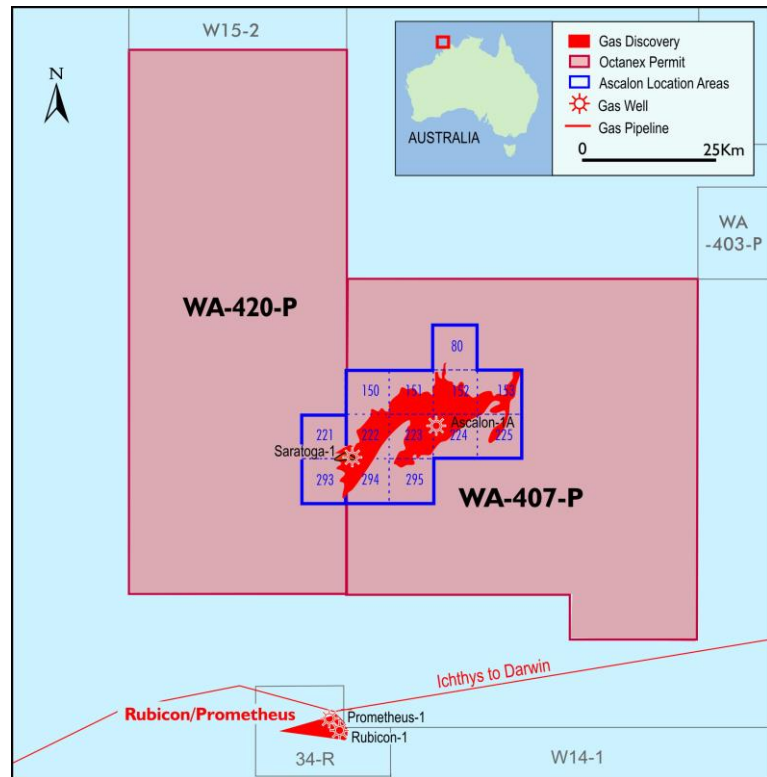 W15-2
N
AUSTRALIA
Gas Discovery
Octanex Permit
Ascalon Location Areas
Gas Well
Gas Pipeline
0 25Km
WA
-403-P
WA-420-P
80
150 151 152 153
Ascalon-1A
221 222 223 224 225
Saratoga-1
293 294 295
WA-407-P
Ichthys to Darwin
Rubicon/Prometheus
Prometheus-1
Rubicon-1
34-R
W14-1